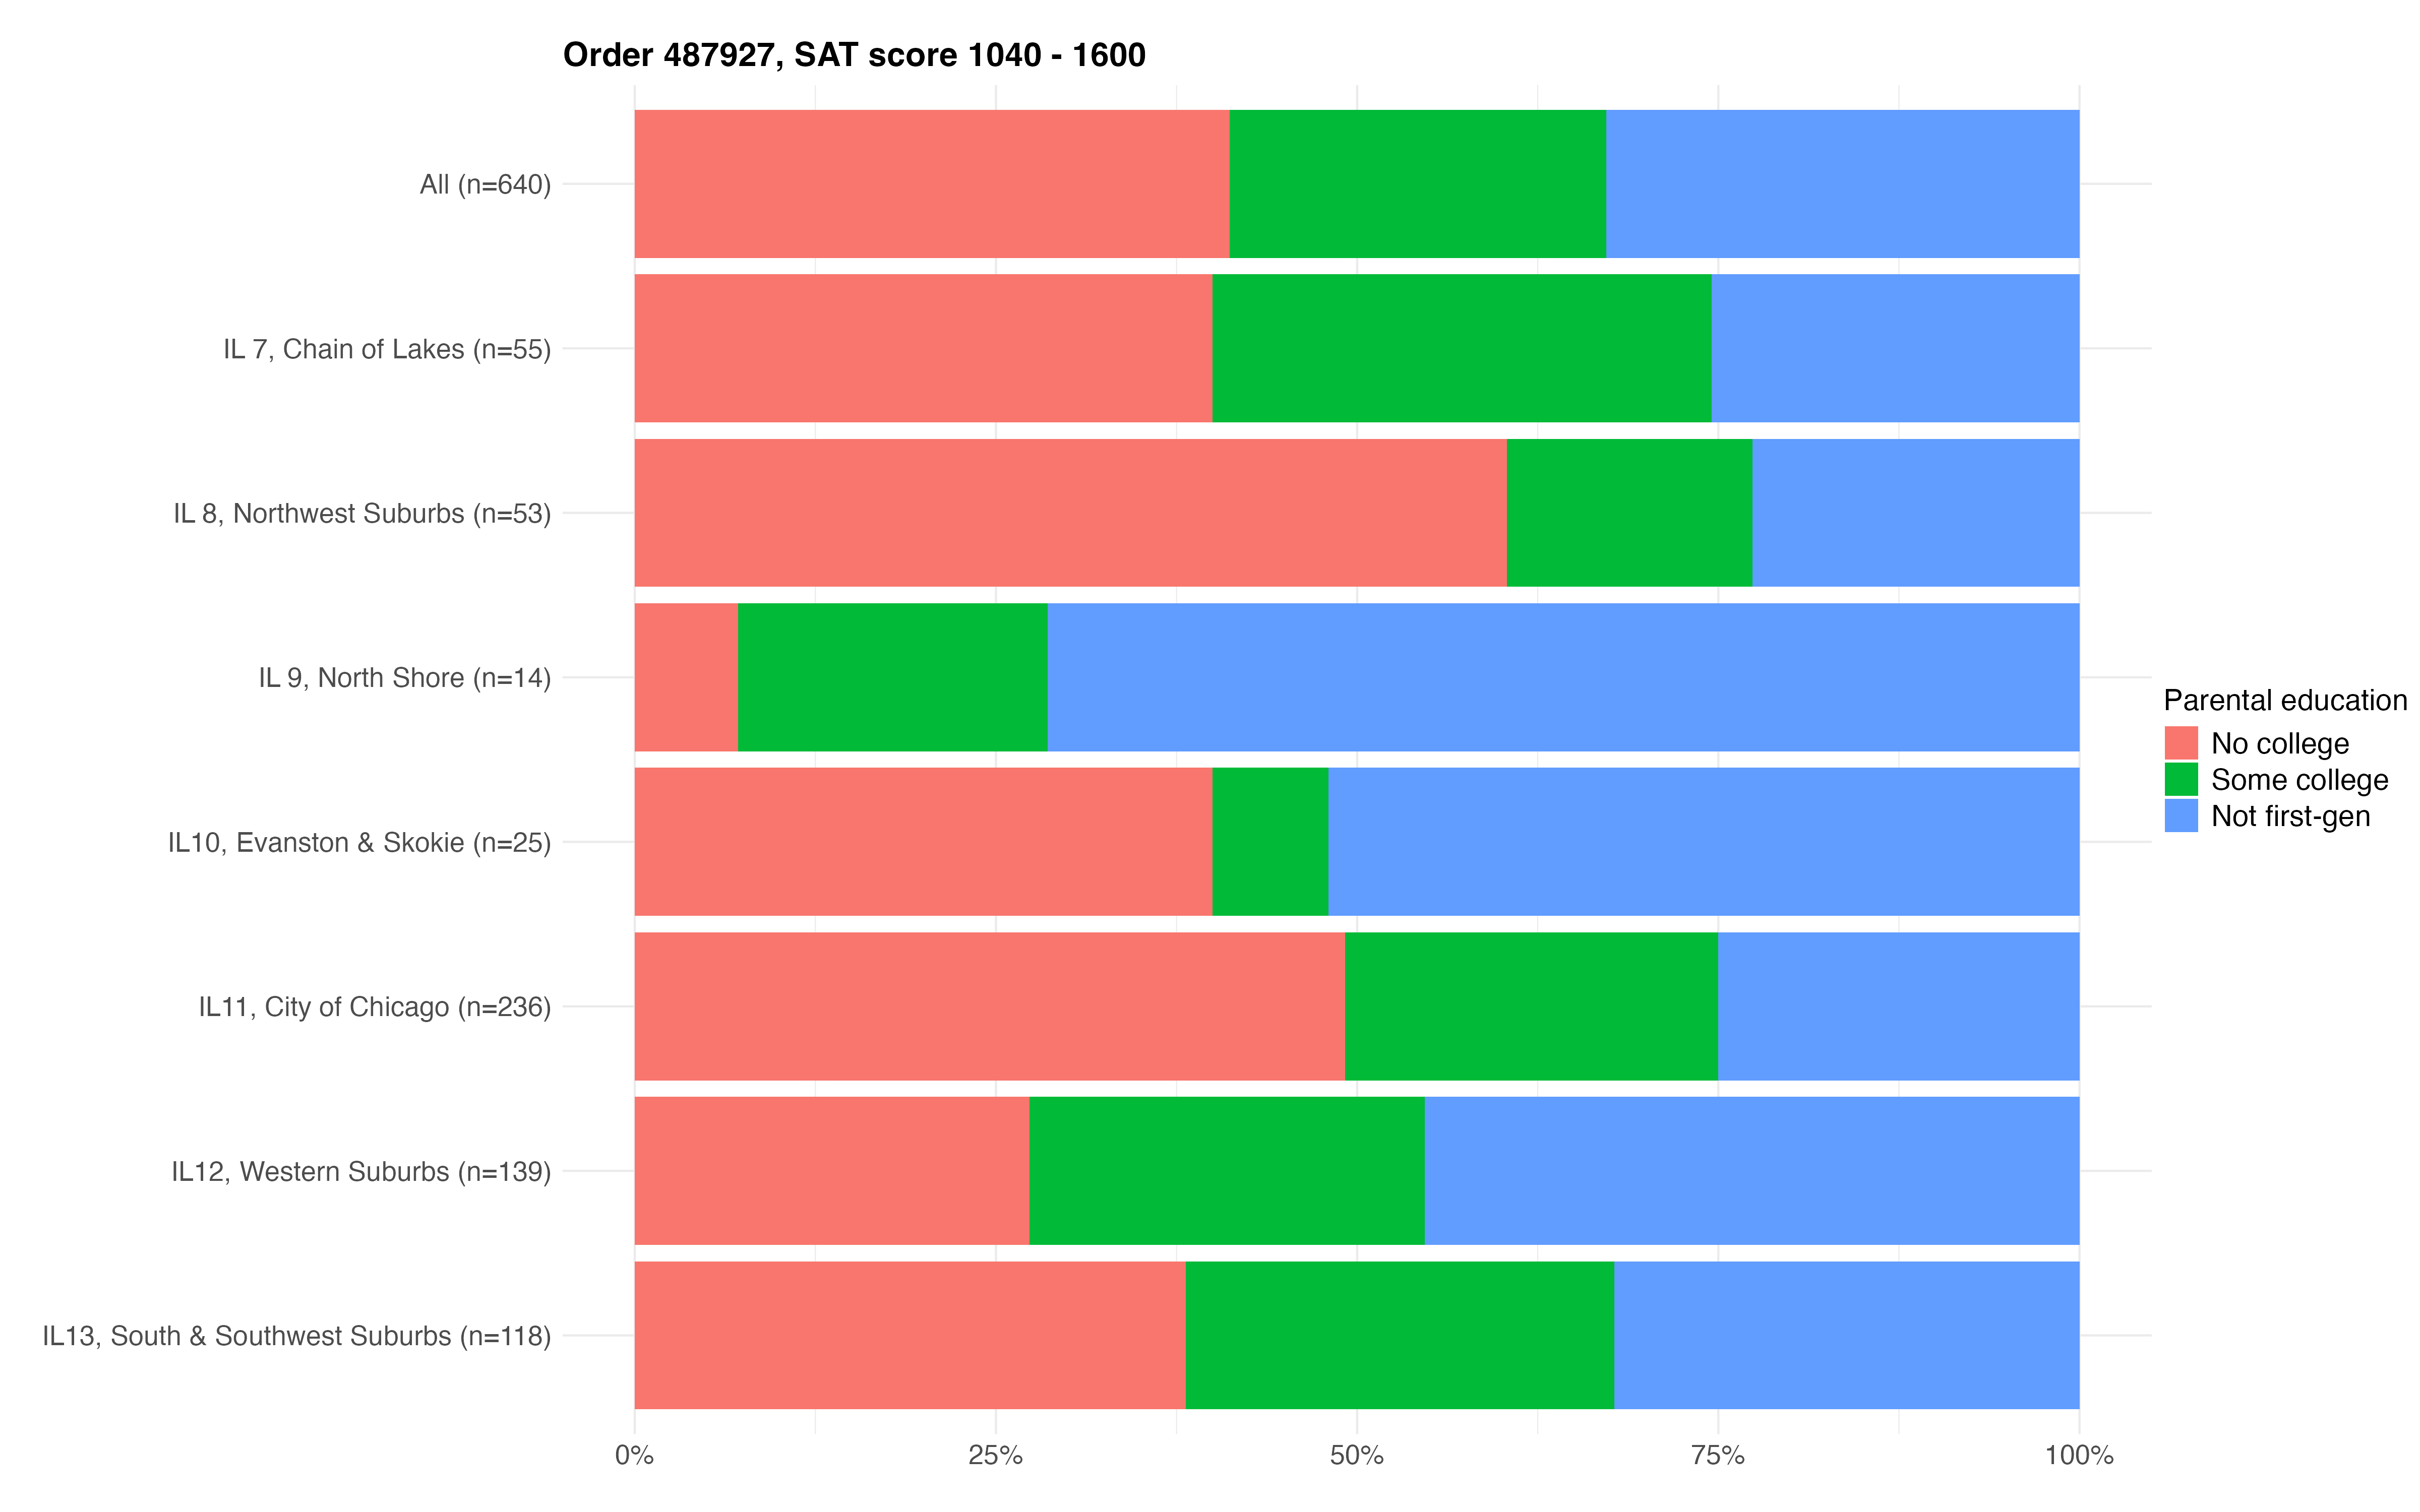 Order 487927, SAT score 1040 - 1600
All (n=640)
IL 7, Chain of Lakes (n=55)
IL 8, Northwest Suburbs (n=53)
IL 9, North Shore (n=14)
IL10, Evanston & Skokie (n=25)
IL11, City of Chicago (n=236)
IL12, Western Suburbs (n=139)
IL13, South & Southwest Suburbs (n=118)
0% 25% 50% 75% 100%
Parental education
No college
Some college
Not first-gen